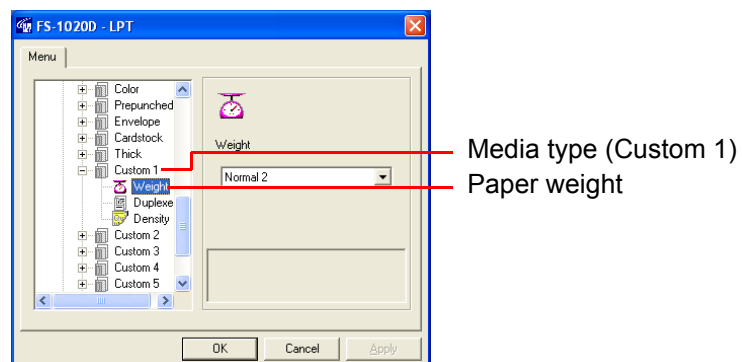 FS-1020D - LPT
Menu
Color
Prepunched
Envelope
Cardstock
Thick
Custom 1
Weight
Duplexe
Density
Custom 2
Custom 3
Custom 4
Custom 5
Weight
Normal 2
OK Cancel Apply
Media type (Custom 1)
Paper weight